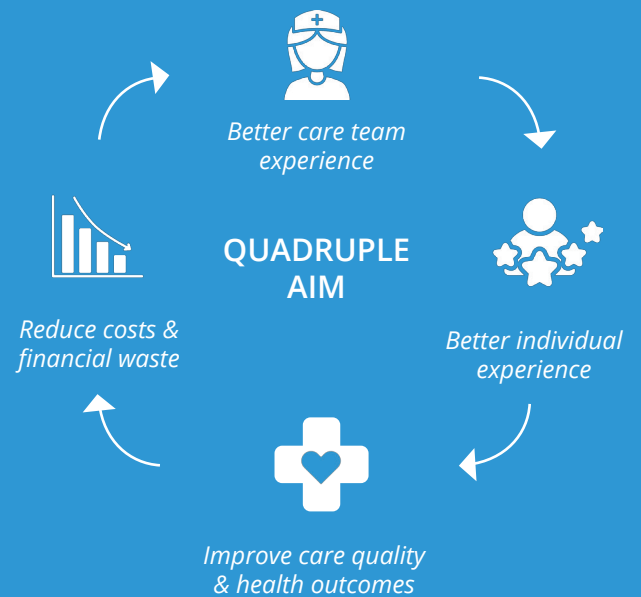 Better care team
experience
QUADRUPLE
AIM
Reduce costs &
financial waste
Better individual
experience
Improve care quality
& health outcomes